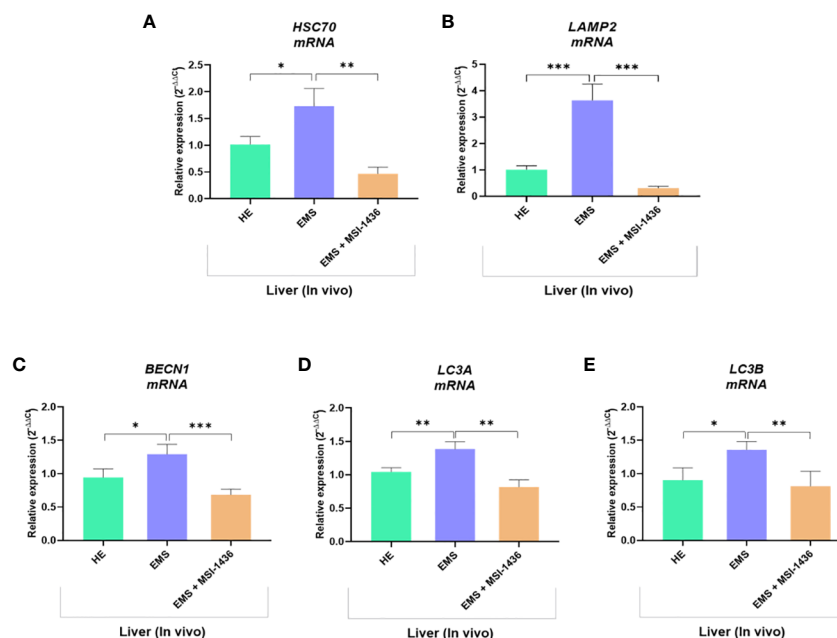 A
HSC70
mRNA
Relative expression (2⁻ΔΔCt)
2.5
2.0
1.5
1.0
0.5
0.0
*
**
HE
EMS
EMS + MSI-1436
Liver (In vivo)
B
LAMP2
mRNA
Relative expression (2⁻ΔΔCt)
5
4
3
2
1
0
***
***
HE
EMS
EMS + MSI-1436
Liver (In vivo)
C
BECN1
mRNA
Relative expression (2⁻ΔΔCt)
2.0
1.5
1.0
0.5
0.0
*
***
HE
EMS
EMS + MSI-1436
Liver (In vivo)
D
LC3A
mRNA
Relative expression (2⁻ΔΔCt)
2.0
1.5
1.0
0.5
0.0
**
**
HE
EMS
EMS + MSI-1436
Liver (In vivo)
E
LC3B
mRNA
Relative expression (2⁻ΔΔCt)
2.0
1.5
1.0
0.5
0.0
*
**
HE
EMS
EMS + MSI-1436
Liver (In vivo)